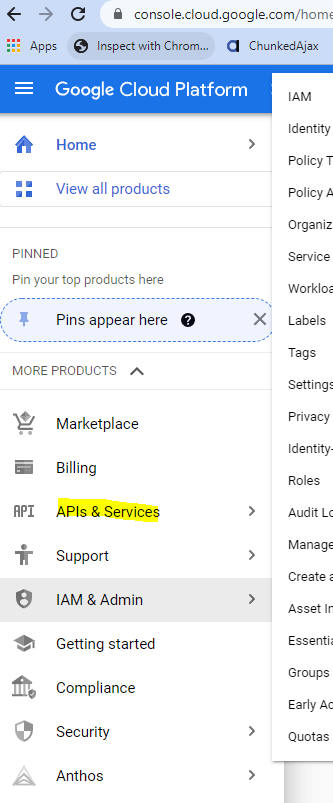 console.cloud.google.com/home
Apps
Inspect with Chrom...
ChunkedAjax
Google Cloud Platform
Home
View all products
PINNED
Pin your top products here
Pins appear here
MORE PRODUCTS
Marketplace
Billing
API
APIs & Services
Support
IAM & Admin
Getting started
Compliance
Security
Anthos
IAM
Identity
Policy T
Policy A
Organiz
Service
Workloa
Labels
Tags
Settings
Privacy
Identity-
Roles
Audit Lo
Manage
Create a
Asset In
Essentia
Groups
Early Ac
Quotas